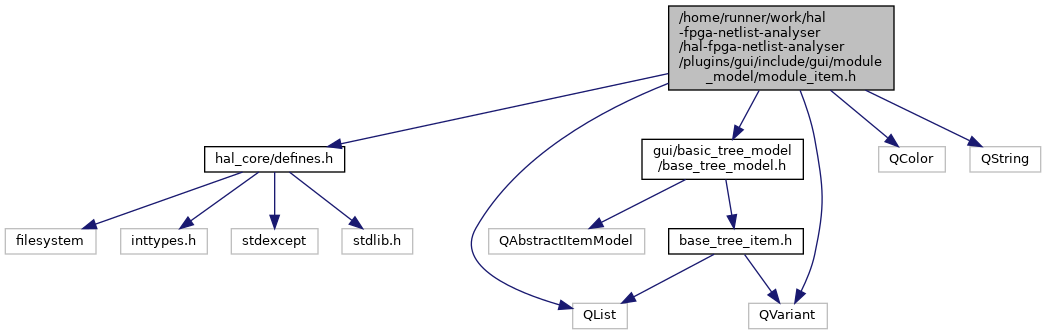 /home/runner/work/hal
-fpga-netlist-analyser
/hal-fpga-netlist-analyser
/plugins/gui/include/gui/module
_model/module_item.h
hal_core/defines.h
gui/basic_tree_model
/base_tree_model.h
QColor
QString
filesystem
inttypes.h
stdexcept
stdlib.h
QAbstractItemModel
base_tree_item.h
QList
QVariant